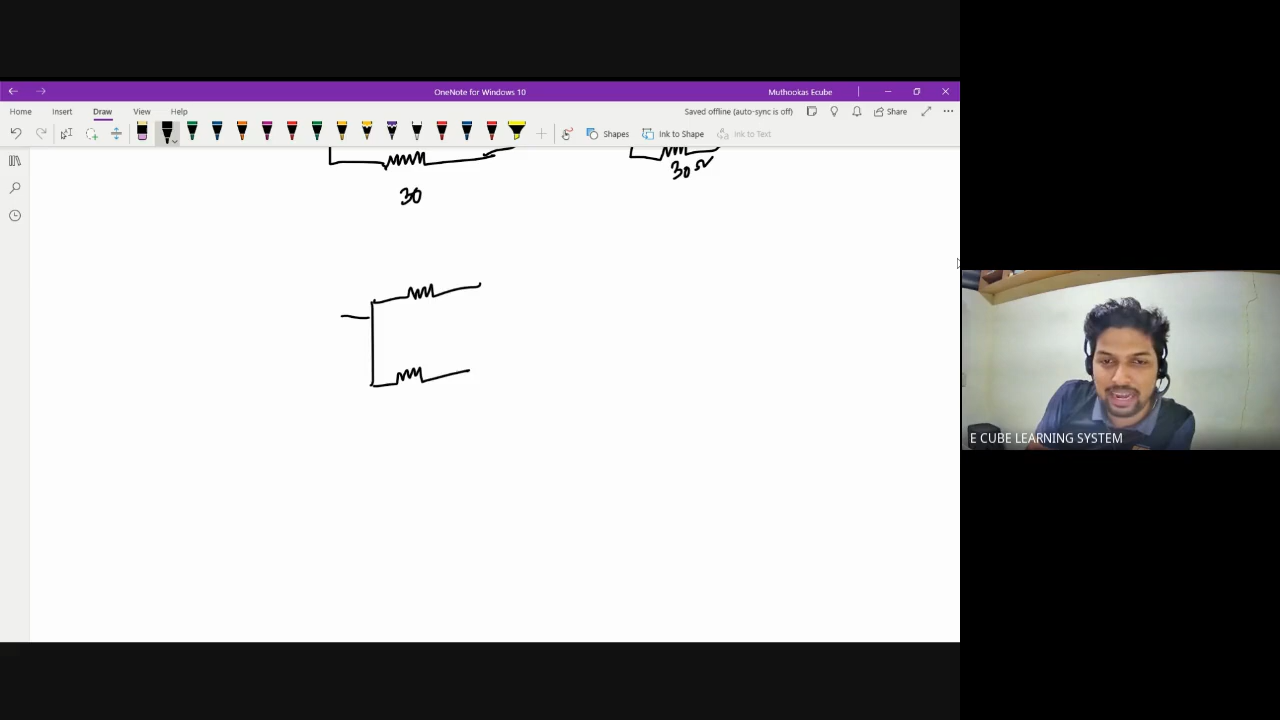 OneNote for Windows 10
Muthookas Ecube
Home Insert Draw View Help
Saved offline (auto-sync is off) Share
Shapes Ink to Shape Ink to Text
30 Ω
30
E CUBE LEARNING SYSTEM